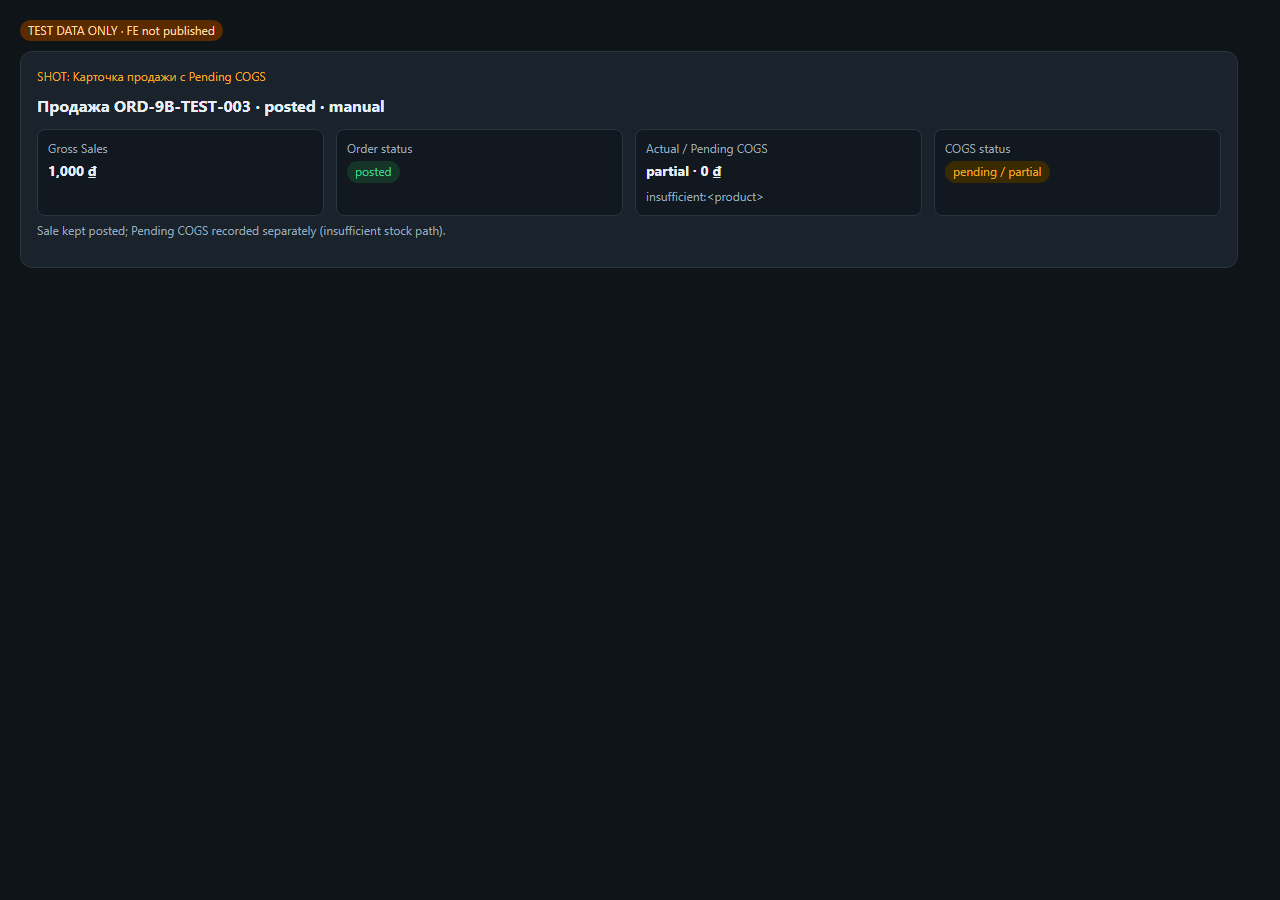 TEST DATA ONLY · FE not published
SHOT: Карточка продажи с Pending COGS
Продажа ORD-9B-TEST-003 · posted · manual
Gross Sales
1,000 ₫
Order status
posted
Actual / Pending COGS
partial · 0 ₫
insufficient:<product>
COGS status
pending / partial
Sale kept posted; Pending COGS recorded separately (insufficient stock path).